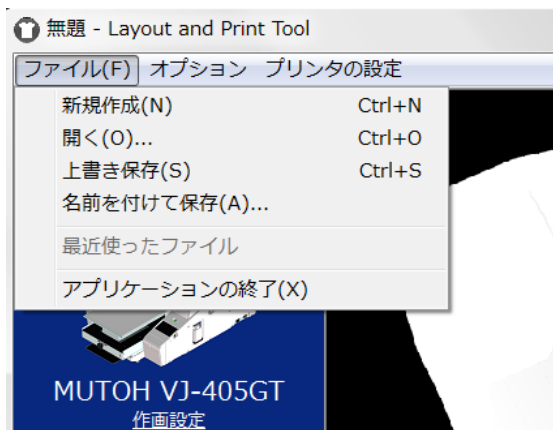 無題 - Layout and Print Tool
ファイル(F) オプション プリンタの設定
新規作成(N) Ctrl+N
開く(O)... Ctrl+O
上書き保存(S) Ctrl+S
名前を付けて保存(A)...
最近使ったファイル
アプリケーションの終了(X)
MUTOH VJ-405GT
作画設定